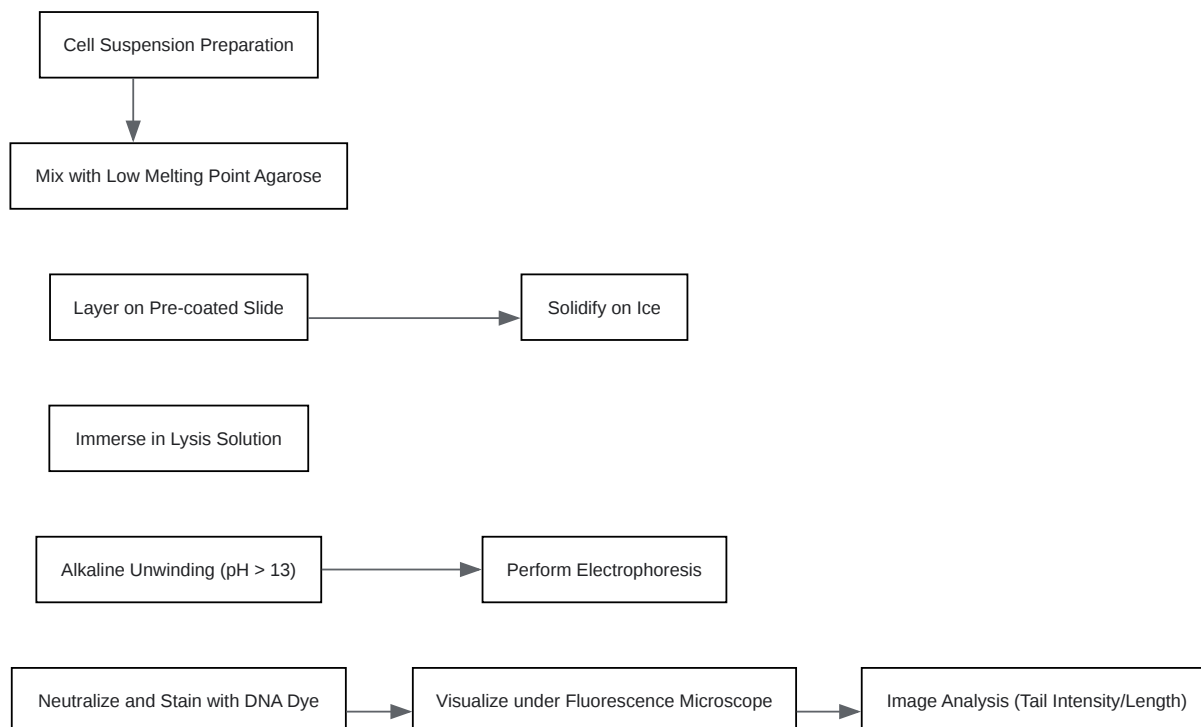 Cell Suspension Preparation
Mix with Low Melting Point Agarose
Layer on Pre-coated Slide
Solidify on Ice
Immerse in Lysis Solution
Alkaline Unwinding (pH > 13)
Perform Electrophoresis
Neutralize and Stain with DNA Dye
Visualize under Fluorescence Microscope
Image Analysis (Tail Intensity/Length)